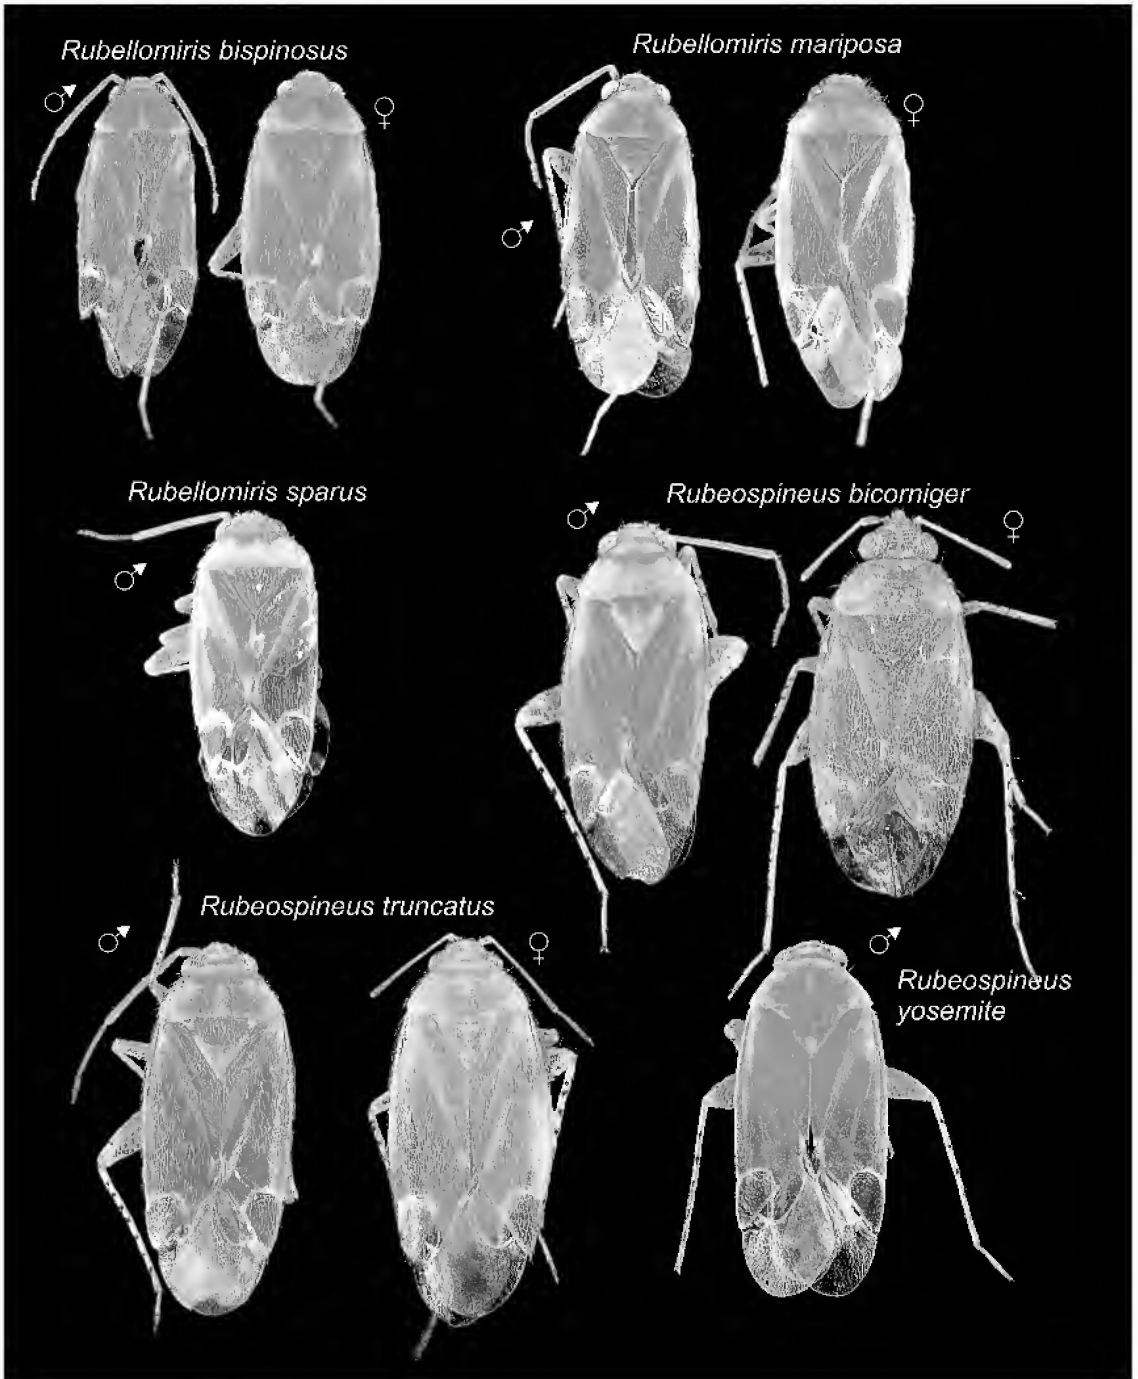 Rubellomiris bispinosus
♂
♀
Rubellomiris mariposa
♂
♀
Rubellomiris sparus
♂
Rubeospineus bicorniger
♂
♀
Rubeospineus truncatus
♂
♀
♂
Rubeospineus
yosemite